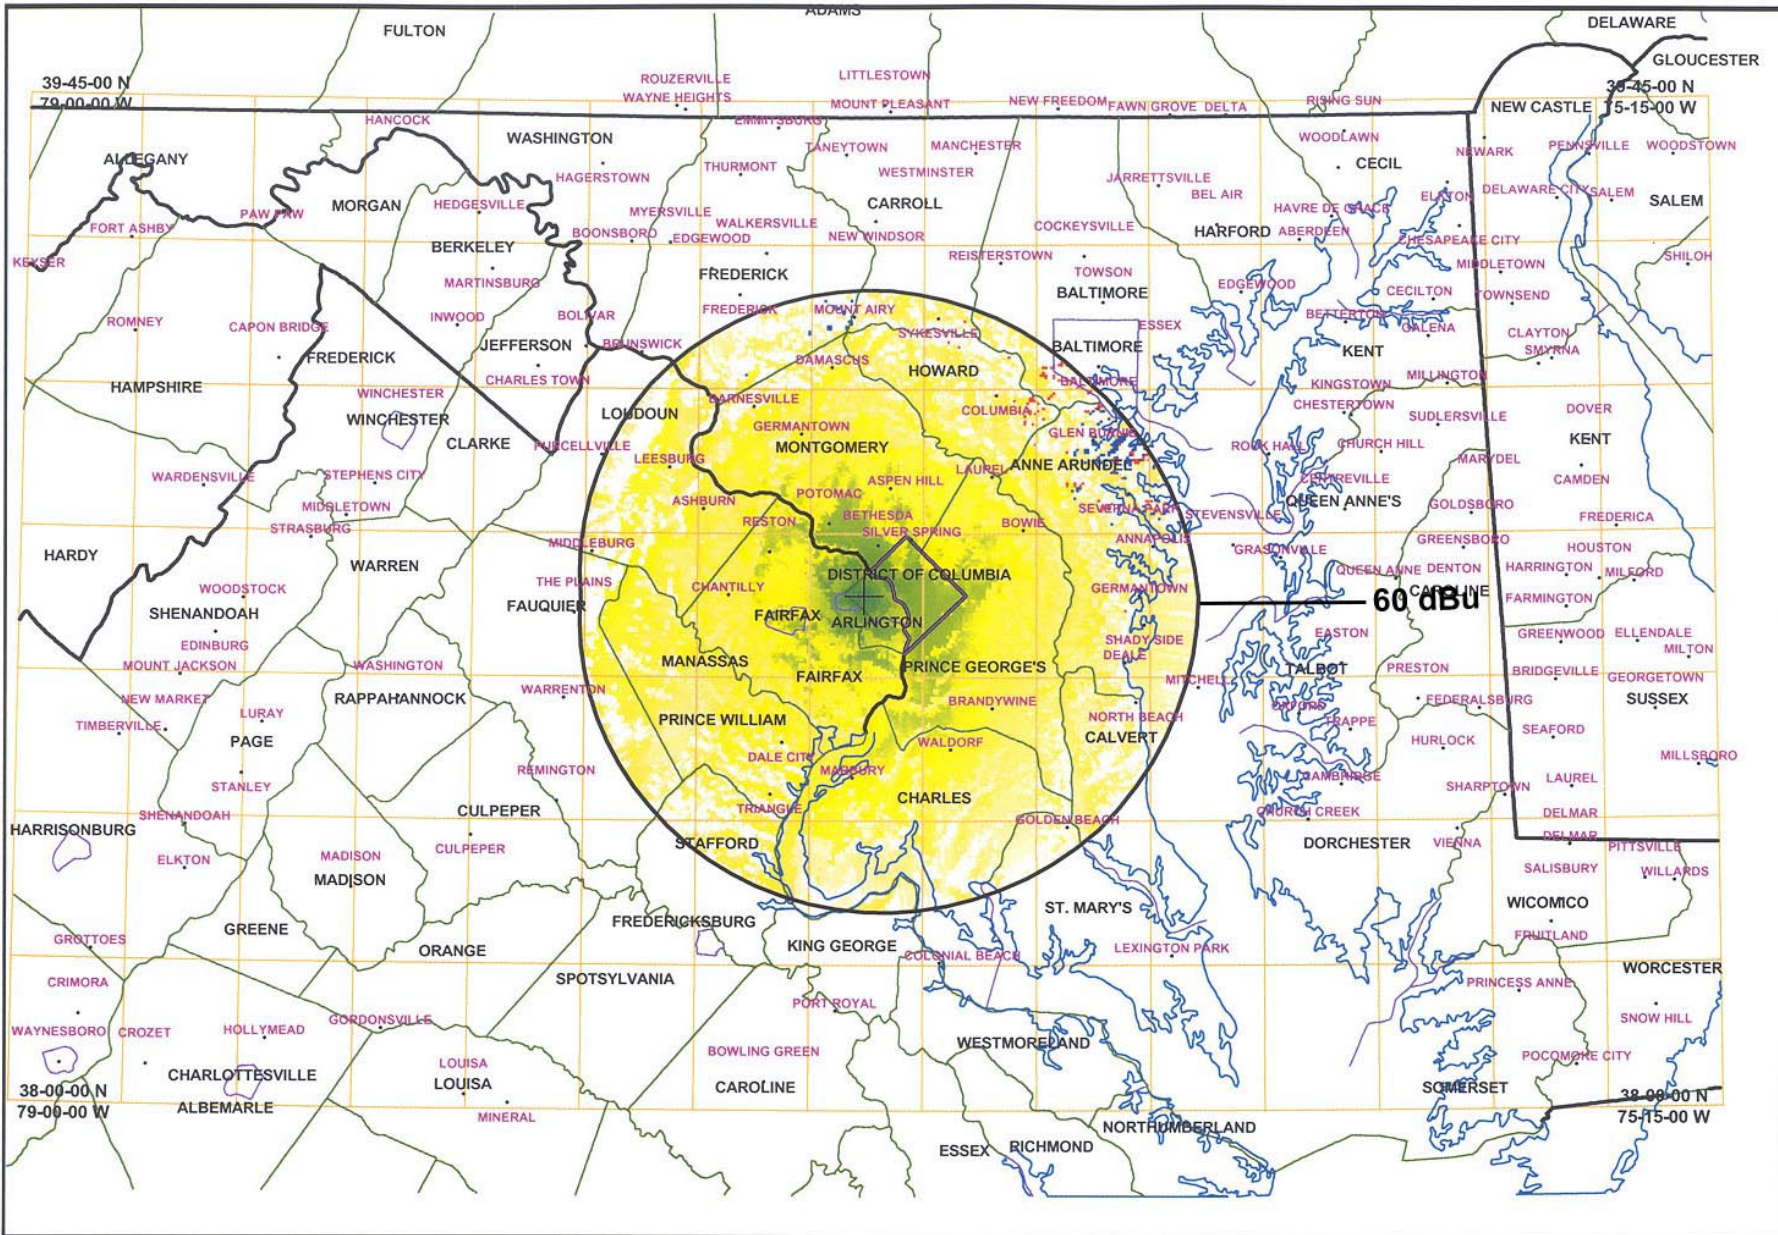 ADAMS
FULTON
DELAWARE
GLOUCESTER
39-45-00 N
79-00-00 W
ROUZERVILLE
WAYNE HEIGHTS
LITTLESTOWN
MOUNT PLEASANT
NEW FREEDOM
FAWN GROVE
DELTA
RISING SUN
NEW CASTLE
39-45-00 N
75-15-00 W
HANCOCK
WASHINGTON
EMMITSBURG
TANEYTOWN
MANCHESTER
WOODLAWN
CECIL
NEWARK
PENNSVILLE
WOODSTOWN
ALLEGANY
HAGERSTOWN
THURMONT
WESTMINSTER
JARRETTSVILLE
BEL AIR
ELKTON
DELAWARE CITY
SALEM
SALEM
PAW PAW
MORGAN
HEDGESVILLE
MYERSVILLE
WALKERSVILLE
CARROLL
HAVRE DE GRACE
FORT ASHBY
BERKELEY
BOONSBORO
EDGEWOOD
NEW WINDSOR
COCKEYSVILLE
HARFORD
ABERDEEN
CHESAPEAKE CITY
KEYSER
MARTINSBURG
FREDERICK
REISTERSTOWN
TOWSON
MIDDLETOWN
SHILOH
BALTIMORE
EDGEWOOD
CECILTON
TOWNSEND
ROMNEY
CAPON BRIDGE
INWOOD
BOLIVAR
FREDERICK
MOUNT AIRY
SYKESVILLE
ESSEX
BETTERTON
GALENA
CLAYTON
SMYRNA
FREDERICK
JEFFERSON
BRUNSWICK
DAMASCUS
HOWARD
BALTIMORE
KENT
HAMPSHIRE
CHARLES TOWN
BALTIMORE
KINGSTOWN
MILLINGTON
WINCHESTER
WINCHESTER
LOUDOUN
BARNESVILLE
COLUMBIA
CHESTERTOWN
SUDLERSVILLE
DOVER
CLARKE
PURCELLVILLE
GERMANTOWN
MONTGOMERY
GLEN BURNIE
ROCK HALL
CHURCH HILL
KENT
LEESBURG
LAUREL
ANNE ARUNDEL
MARYDEL
WARDENSVILLE
STEPHENS CITY
ASPEN HILL
CENTREVILLE
CAMDEN
MIDDLETOWN
ASHBURN
POTOMAC
BETHESDA
SEVERNA PARK
STEVENSVILLE
QUEEN ANNE'S
GOLDSBORO
FREDERICA
STRASBURG
RESTON
SILVER SPRING
BOWIE
ANNAPOLIS
GRASONVILLE
GREENSBORO
HOUSTON
HARDY
WARREN
MIDDLEBURG
DISTRICT OF COLUMBIA
QUEEN ANNE
DENTON
HARRINGTON
MILFORD
WOODSTOCK
THE PLAINS
CHANTILLY
GERMANTOWN
CAROLINE
SHENANDOAH
FAUQUIER
FAIRFAX
ARLINGTON
60 dBu
FARMINGTON
EDINBURG
SHADY SIDE
EASTON
GREENWOOD
ELLENDALE
MILTON
MOUNT JACKSON
WASHINGTON
MANASSAS
FAIRFAX
PRINCE GEORGE'S
DEALE
TALBOT
PRESTON
BRIDGEVILLE
GEORGETOWN
NEW MARKET
RAPPAHANNOCK
WARRENTON
BRANDYWINE
MITCHELL
OXFORD
FEDERALSBURG
SUSSEX
TIMBERVILLE
LURAY
PRINCE WILLIAM
NORTH BEACH
TRAPPE
PAGE
WALDORF
CALVERT
HURLOCK
SEAFORD
REMINGTON
DALE CITY
MARBURY
CAMBRIDGE
MILLSBORO
STANLEY
SHARPTOWN
LAUREL
SHENANDOAH
CULPEPER
TRIANGLE
CHARLES
GOLDEN BEACH
CHURCH CREEK
DELMAR
HARRISONBURG
STAFFORD
DORCHESTER
VIENNA
DELMAR
PITTSVILLE
ELKTON
MADISON
CULPEPER
SALISBURY
WILLARDS
MADISON
ST. MARY'S
WICOMICO
GREENE
FREDERICKSBURG
FRUITLAND
GROTTOES
ORANGE
KING GEORGE
COLONIAL BEACH
LEXINGTON PARK
CRIMORA
SPOTSYLVANIA
PRINCESS ANNE
WORCESTER
PORT ROYAL
WAYNESBORO
CROZET
HOLLYMEAD
GORDONSVILLE
SNOW HILL
WESTMORELAND
LOUISA
BOWLING GREEN
POCOMOKE CITY
CHARLOTTESVILLE
LOUISA
CAROLINE
SOMERSET
38-00-00 N
79-00-00 W
ALBEMARLE
MINERAL
38-00-00 N
75-15-00 W
NORTHUMBERLAND
ESSEX
RICHMOND